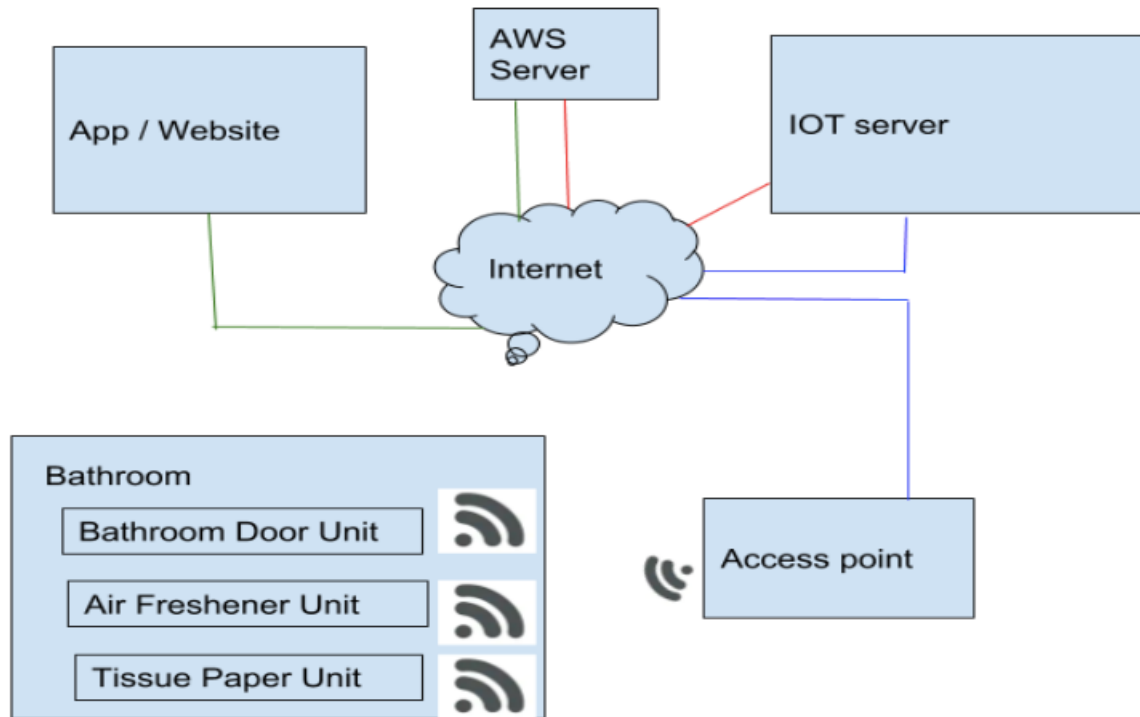 AWS
Server
App / Website
IOT server
Internet
Bathroom
Bathroom Door Unit
Air Freshener Unit
Tissue Paper Unit
Access point